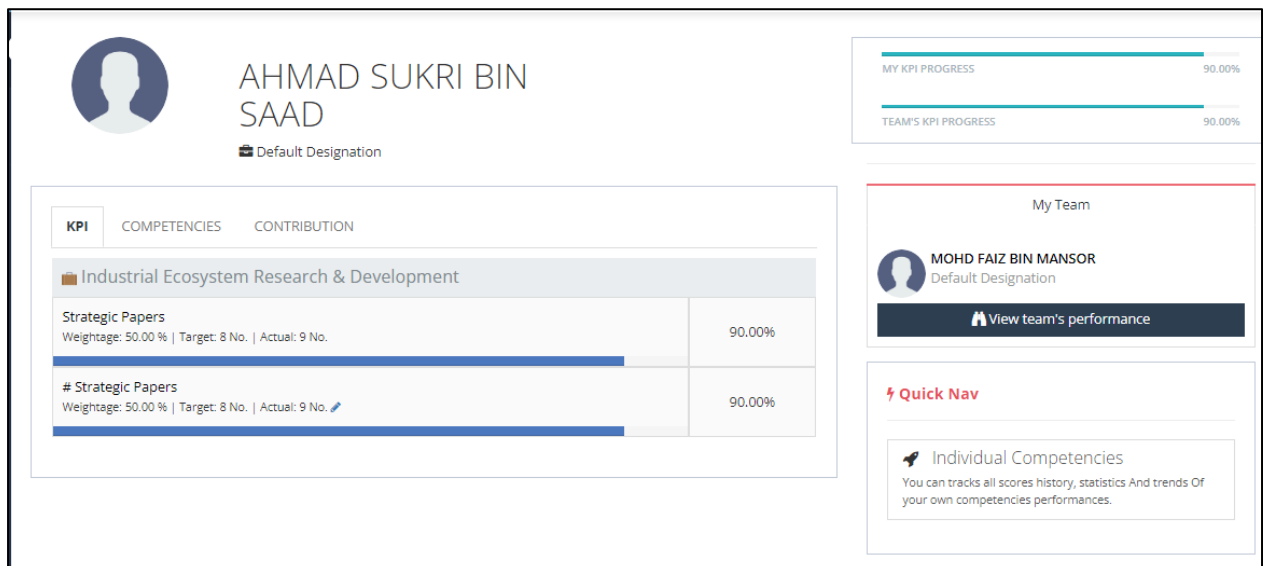 AHMAD SUKRI BIN
SAAD
Default Designation
KPI COMPETENCIES CONTRIBUTION
Industrial Ecosystem Research & Development
Strategic Papers
Weightage: 50.00 % | Target: 8 No. | Actual: 9 No.
90.00%
# Strategic Papers
Weightage: 50.00 % | Target: 8 No. | Actual: 9 No.
90.00%
MY KPI PROGRESS 90.00%
TEAM'S KPI PROGRESS 90.00%
My Team
MOHD FAIZ BIN MANSOR
Default Designation
View team's performance
Quick Nav
Individual Competencies
You can tracks all scores history, statistics And trends Of
your own competencies performances.